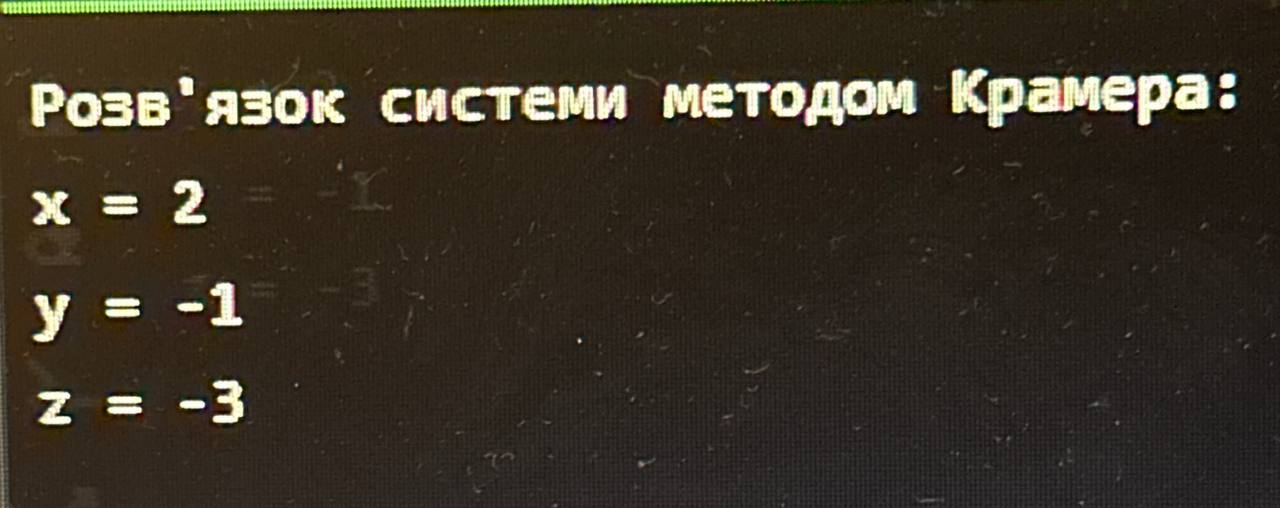 Розв'язок системи методом Крамера:
x = 2
y = -1
z = -3